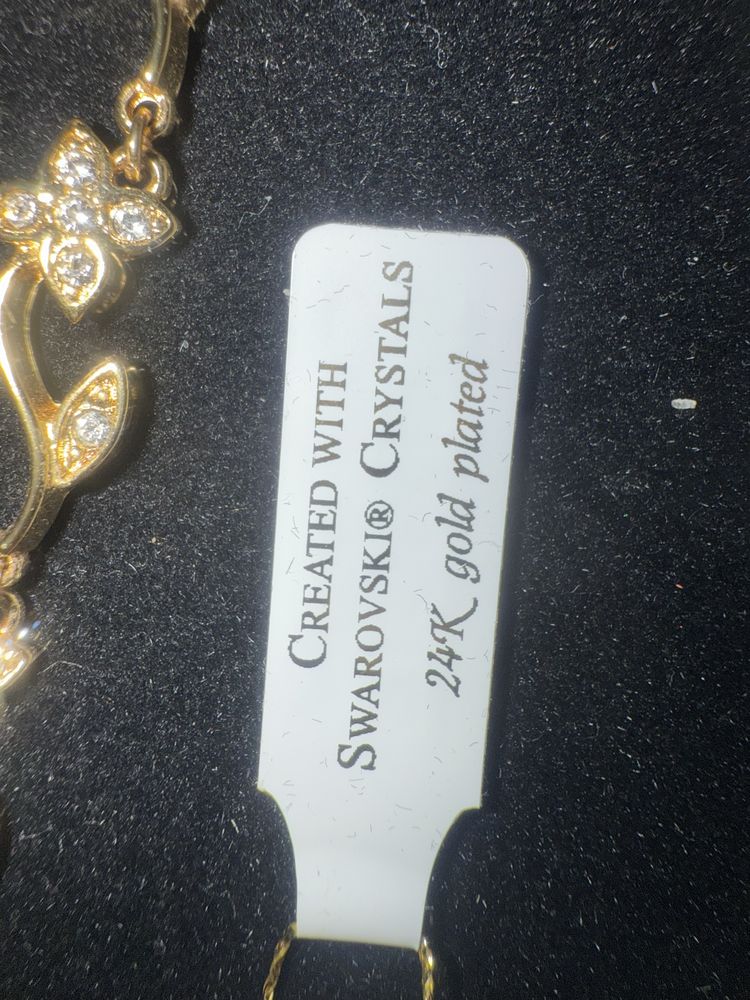 CREATED WITH
SWAROVSKI® CRYSTALS
24K gold plated